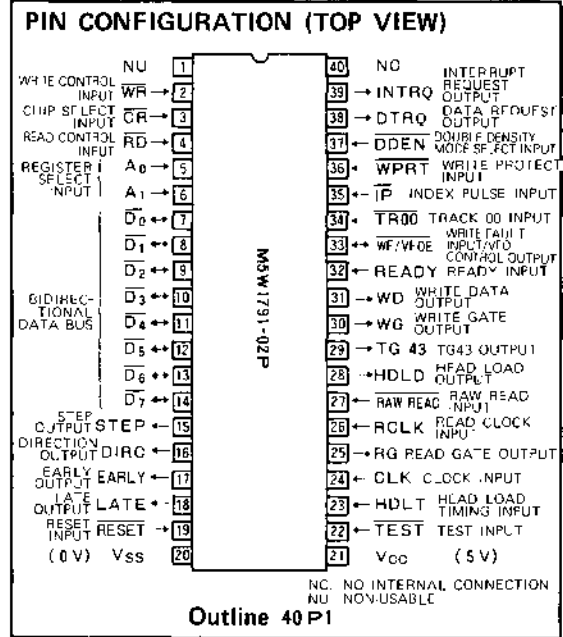 PIN CONFIGURATION (TOP VIEW)
NU 1
WRITE CONTROL INPUT WR → 2
CHIP SELECT INPUT CR → 3
READ CONTROL INPUT RD → 4
REGISTER SELECT INPUT
A0 → 5
A1 → 6
BIDIREC-TIONAL DATA BUS
D0 ↔ 7
D1 ↔ 8
D2 ↔ 9
D3 ↔ 10
D4 ↔ 11
D5 ↔ 12
D6 ↔ 13
D7 ↔ 14
STEP OUTPUT STEP ← 15
DIRECTION OUTPUT DIRC ← 16
EARLY OUTPUT EARLY ← 17
LATE OUTPUT LATE ← 18
RESET INPUT RESET → 19
(0V) VSS 20
M5W1791-02P
40 NC
39 → INTRQ INTERRUPT REQUEST OUTPUT
38 → DTRQ DATA REQUEST OUTPUT
37 ← DDEN DOUBLE DENSITY MODE SELECT INPUT
36 ← WPRT WRITE PROTECT INPUT
35 ← IP INDEX PULSE INPUT
34 ← TR00 TRACK 00 INPUT
33 ↔ WF/VFOE WRITE FAULT INPUT/VFO CONTROL OUTPUT
32 ← READY READY INPUT
31 → WD WRITE DATA OUTPUT
30 → WG WRITE GATE OUTPUT
29 → TG 43 TG43 OUTPUT
28 → HDLD HEAD LOAD OUTPUT
27 ← RAW READ RAW READ INPUT
26 ← RCLK READ CLOCK INPUT
25 → RG READ GATE OUTPUT
24 ← CLK CLOCK INPUT
23 ← HDLT HEAD LOAD TIMING INPUT
22 ← TEST TEST INPUT
21 VCC (5V)
NC: NO INTERNAL CONNECTION
NU NON-USABLE
Outline 40P1